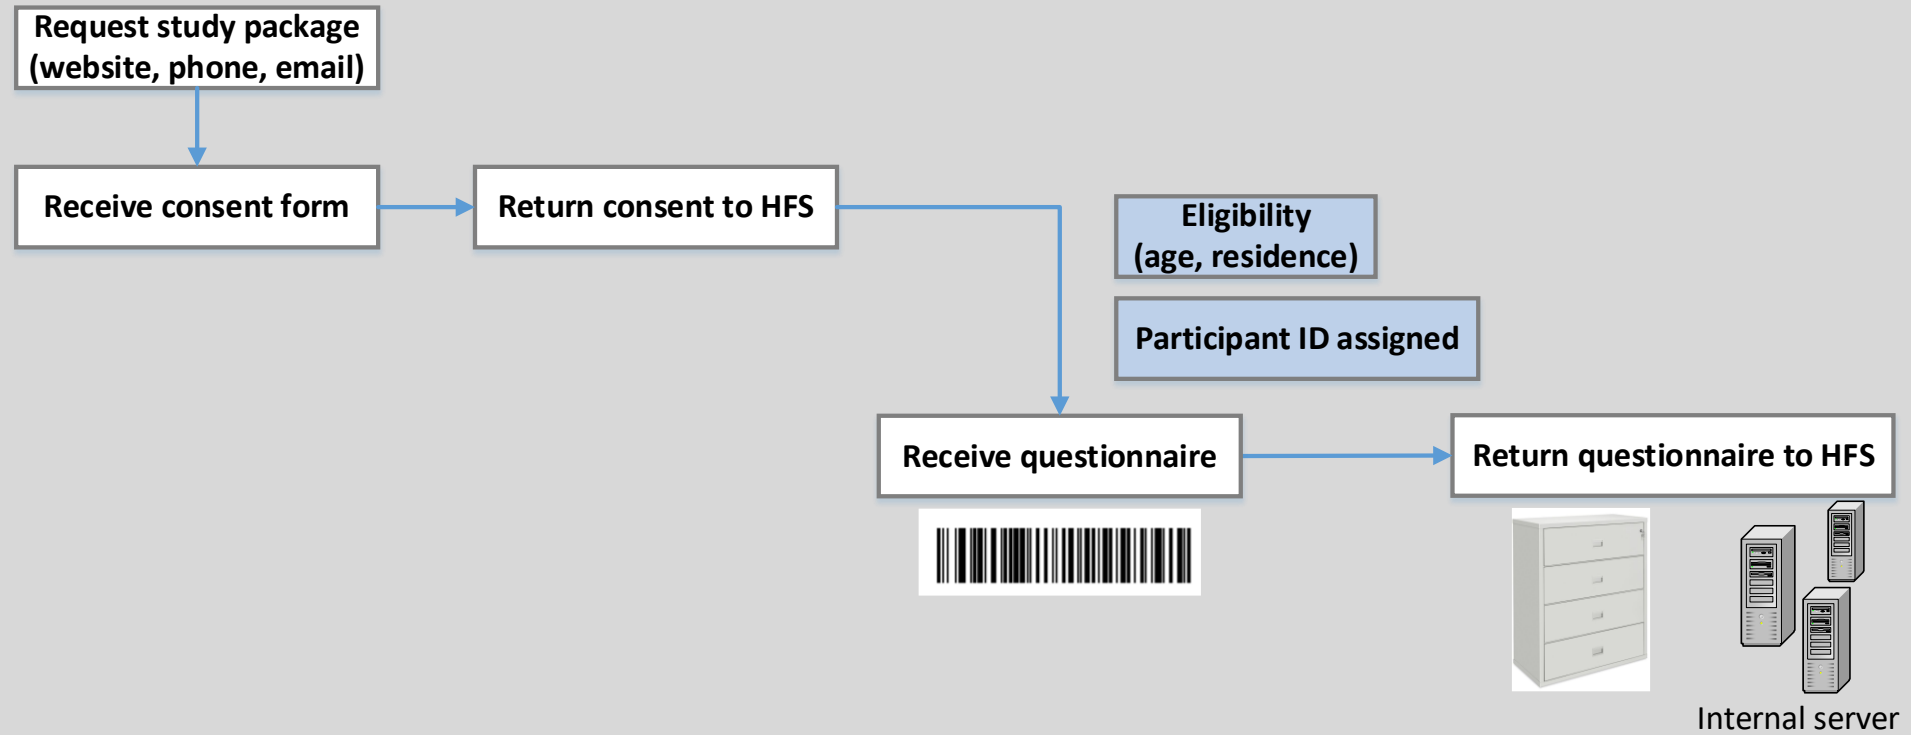 Request study package
(website, phone, email)
Receive consent form
Return consent to HFS
Eligibility
(age, residence)
Participant ID assigned
Receive questionnaire
Return questionnaire to HFS
Internal server